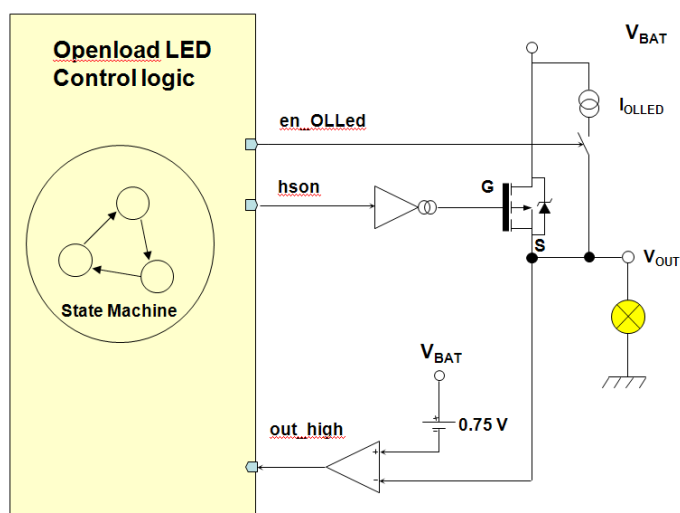 Openload LED
Control logic
V_BAT
I_OLLED
en_OLLed
hson
G
S
V_OUT
State Machine
V_BAT
+
-
0.75 V
out_high
+
-